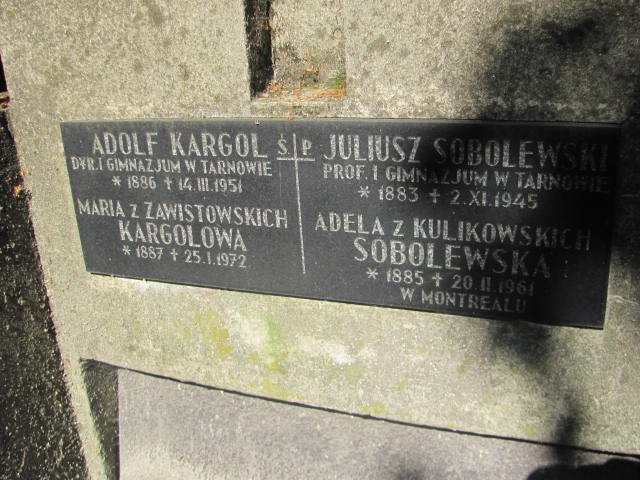 Ś P
ADOLF KARGOL
DYR. I GIMNAZJUM W TARNOWIE
* 1886 + 14.III.1951
MARIA Z ZAWISTOWSKICH
KARGOLOWA
* 1887 + 25.I.1972
JULIUSZ SOBOLEWSKI
PROF. I GIMNAZJUM W TARNOWIE
* 1883 + 2.XI.1945
ADELA Z KULIKOWSKICH
SOBOLEWSKA
* 1885 + 20.II.1961
W MONTREALU